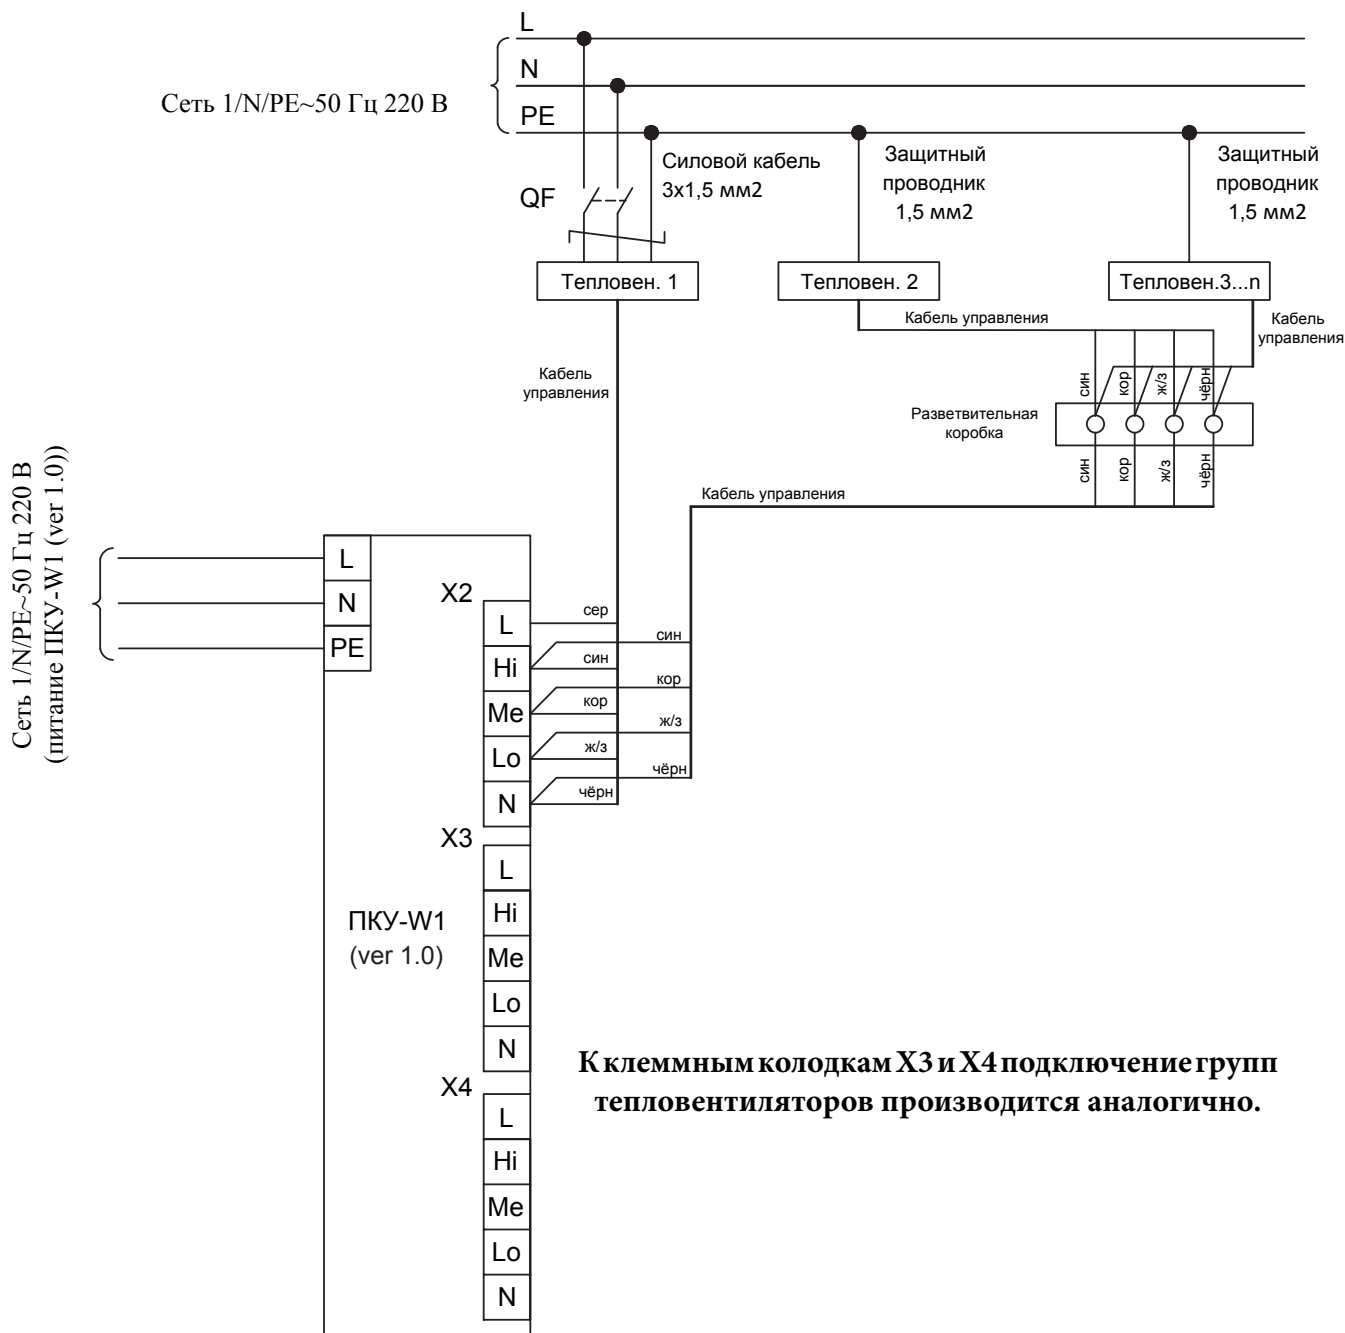 L
N
Сеть 1/N/PE~50 Гц 220 В
PE
Силовой кабель
3x1,5 мм2
Защитный
проводник
1,5 мм2
Защитный
проводник
1,5 мм2
QF
Тепловен. 1
Тепловен. 2
Тепловен.3...n
Кабель управления
Кабель
управления
Кабель
управления
син
кор
ж/з
чёрн
Разветвительная
коробка
син
кор
ж/з
чёрн
Кабель управления
Сеть 1/N/PE~50 Гц 220 В
(питание ПКУ-W1 (ver 1.0))
L
N
PE
X2
L
Hi
Me
Lo
N
сер
син
син
кор
кор
ж/з
ж/з
чёрн
чёрн
X3
L
Hi
Me
Lo
N
ПКУ-W1
(ver 1.0)
К клеммным колодкам X3 и X4 подключение групп
тепловентиляторов производится аналогично.
X4
L
Hi
Me
Lo
N